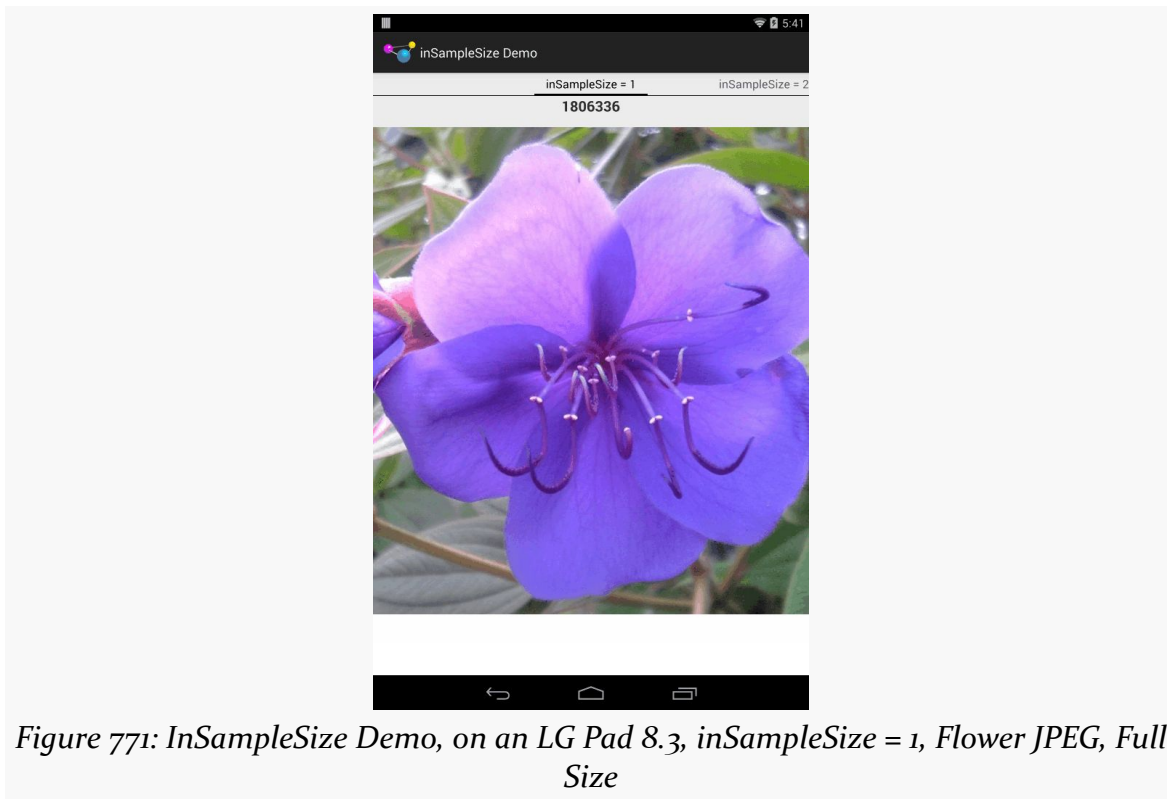 5:41
inSampleSize Demo
inSampleSize = 1 inSampleSize = 2
1806336
Figure 771: InSampleSize Demo, on an LG Pad 8.3, inSampleSize = 1, Flower JPEG, Full
Size